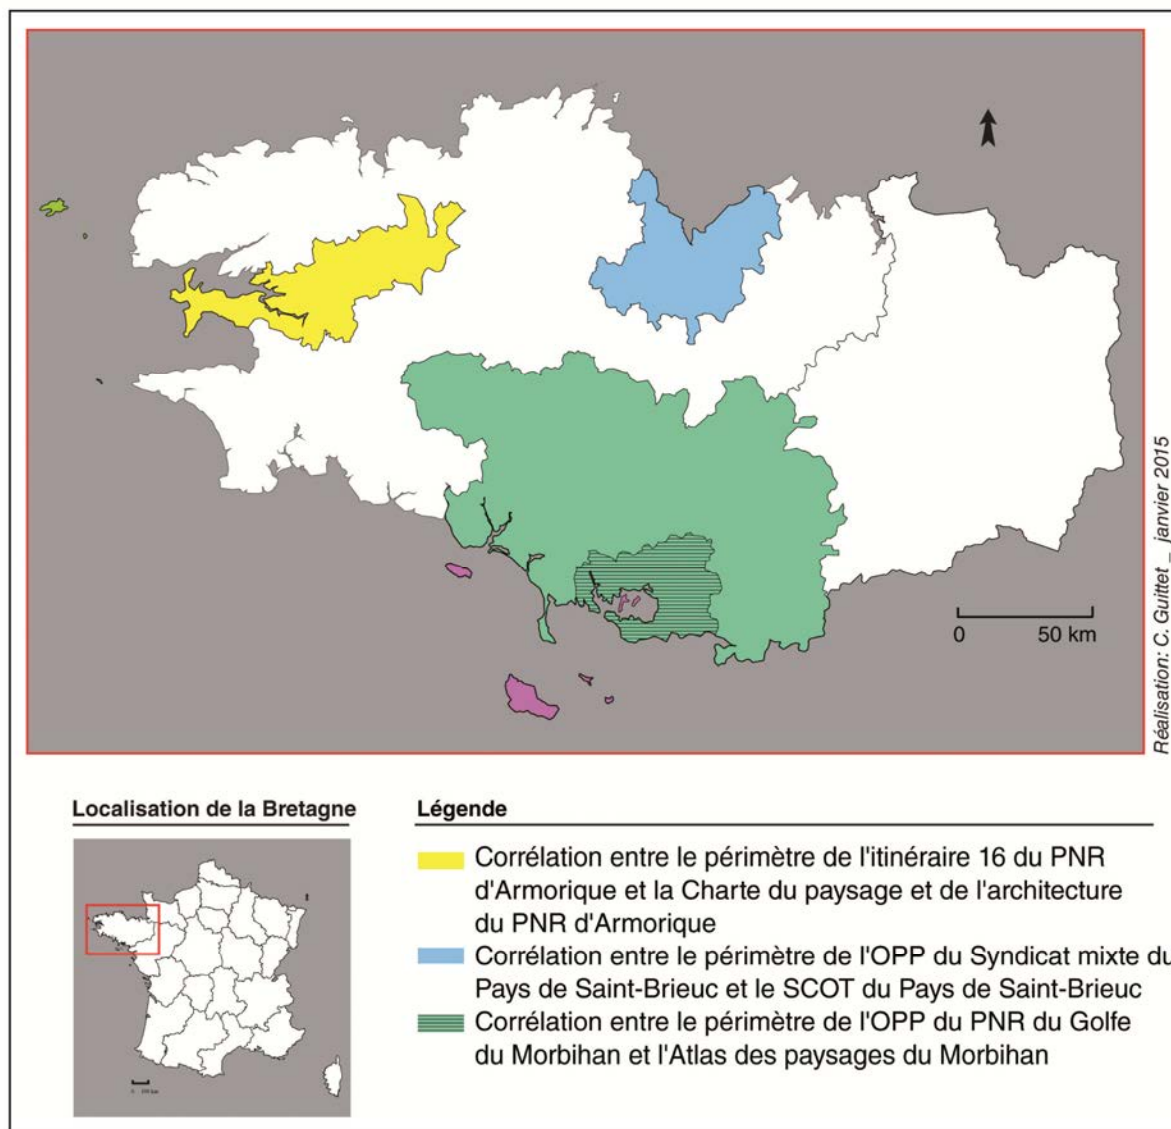 0 50 km
Réalisation: C. Guittet _ janvier 2015
Localisation de la Bretagne
Légende
Corrélation entre le périmètre de l'itinéraire 16 du PNR
d'Armorique et la Charte du paysage et de l'architecture
du PNR d'Armorique
Corrélation entre le périmètre de l'OPP du Syndicat mixte du
Pays de Saint-Brieuc et le SCOT du Pays de Saint-Brieuc
Corrélation entre le périmètre de l'OPP du PNR du Golfe
du Morbihan et l'Atlas des paysages du Morbihan